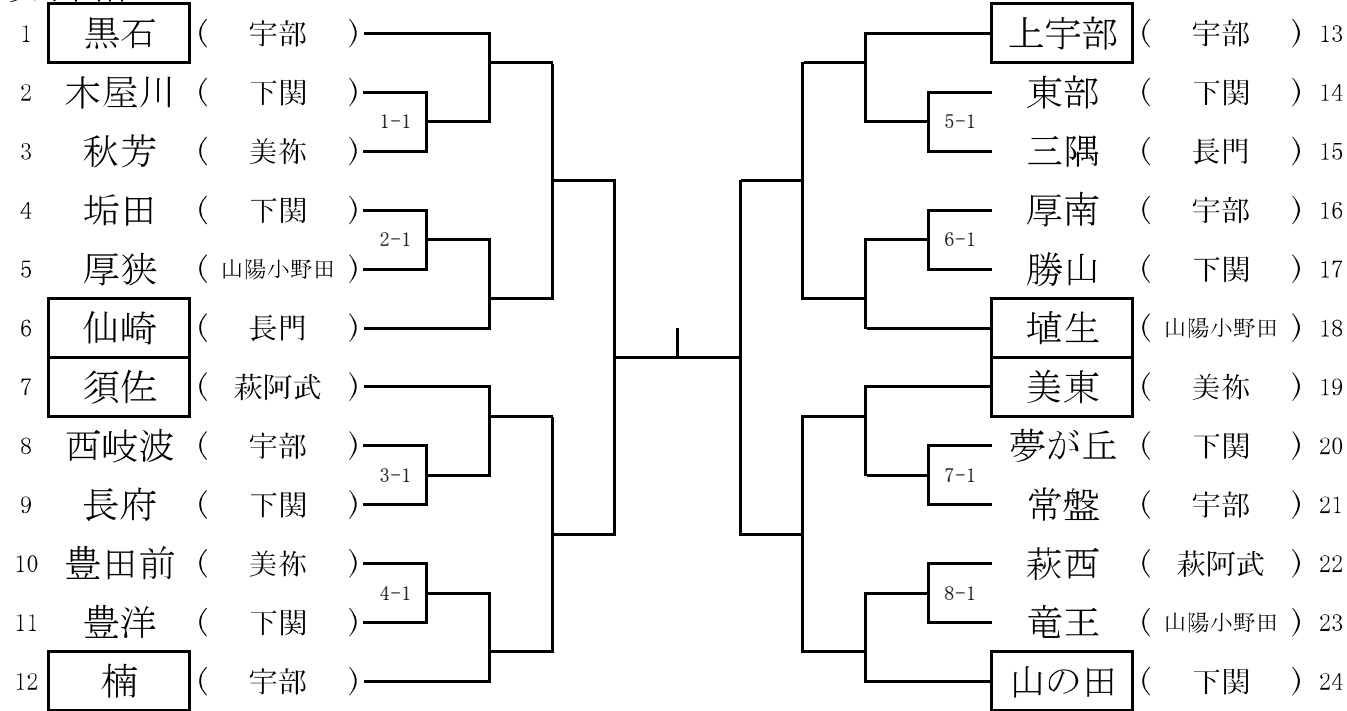 1 黒石 ( 宇部 )
2 木屋川 ( 下関 )
1-1
3 秋芳 ( 美祢 )
4 垢田 ( 下関 )
2-1
5 厚狭 ( 山陽小野田 )
6 仙崎 ( 長門 )
7 須佐 ( 萩阿武 )
8 西岐波 ( 宇部 )
3-1
9 長府 ( 下関 )
10 豊田前 ( 美祢 )
4-1
11 豊洋 ( 下関 )
12 楠 ( 宇部 )
上宇部 ( 宇部 ) 13
東部 ( 下関 ) 14
5-1
三隅 ( 長門 ) 15
厚南 ( 宇部 ) 16
6-1
勝山 ( 下関 ) 17
埴生 ( 山陽小野田 ) 18
美東 ( 美祢 ) 19
夢が丘 ( 下関 ) 20
7-1
常盤 ( 宇部 ) 21
萩西 ( 萩阿武 ) 22
8-1
竜王 ( 山陽小野田 ) 23
山の田 ( 下関 ) 24